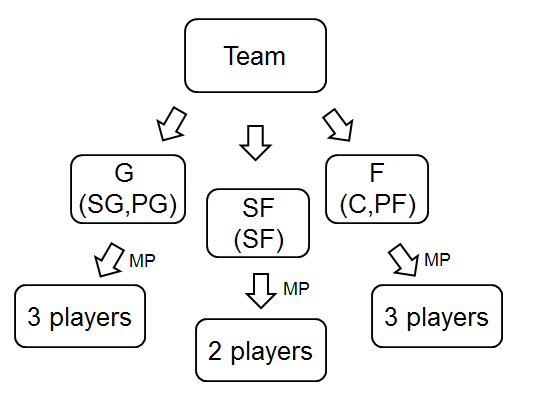 Team
G
(SG,PG)
SF
(SF)
F
(C,PF)
MP
MP
MP
3 players
2 players
3 players